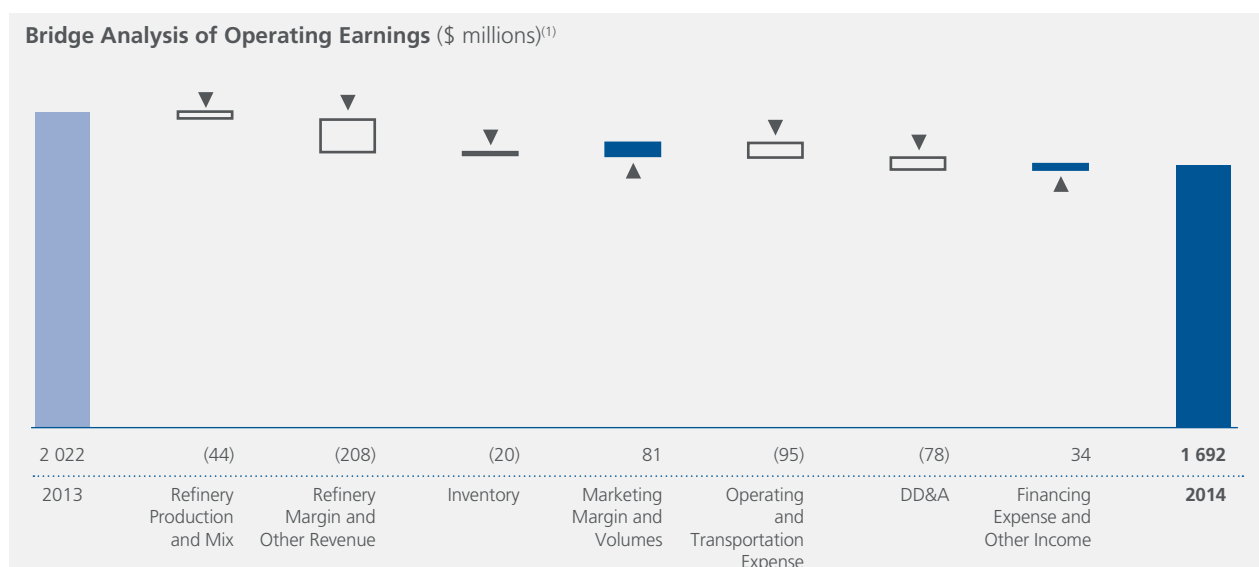 Bridge Analysis of Operating Earnings ($ millions)(1)
2 022 (44) (208) (20) 81 (95) (78) 34 1 692
2013 Refinery Refinery Inventory Marketing Operating DD&A Financing 2014
Production Margin and Margin and and Expense and
and Mix Other Revenue Volumes Transportation Other Income
Expense